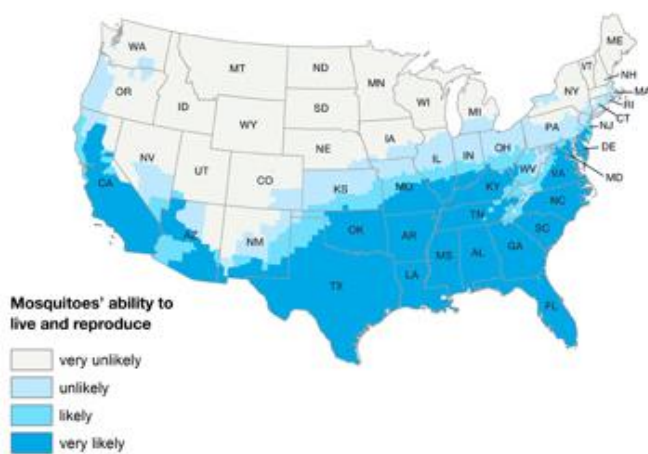 WA
ME
MT
ND
VT
MN
NH
OR
MA
ID
SD
WI
NY
RI
MI
CT
WY
IA
PA
NJ
NE
NV
OH
IL
IN
DE
UT
CO
WV
MD
CA
KS
MO
VA
KY
NC
TN
AZ
NM
OK
AR
SC
MS
AL
GA
TX
LA
FL
Mosquitoes' ability to
live and reproduce
very unlikely
unlikely
likely
very likely